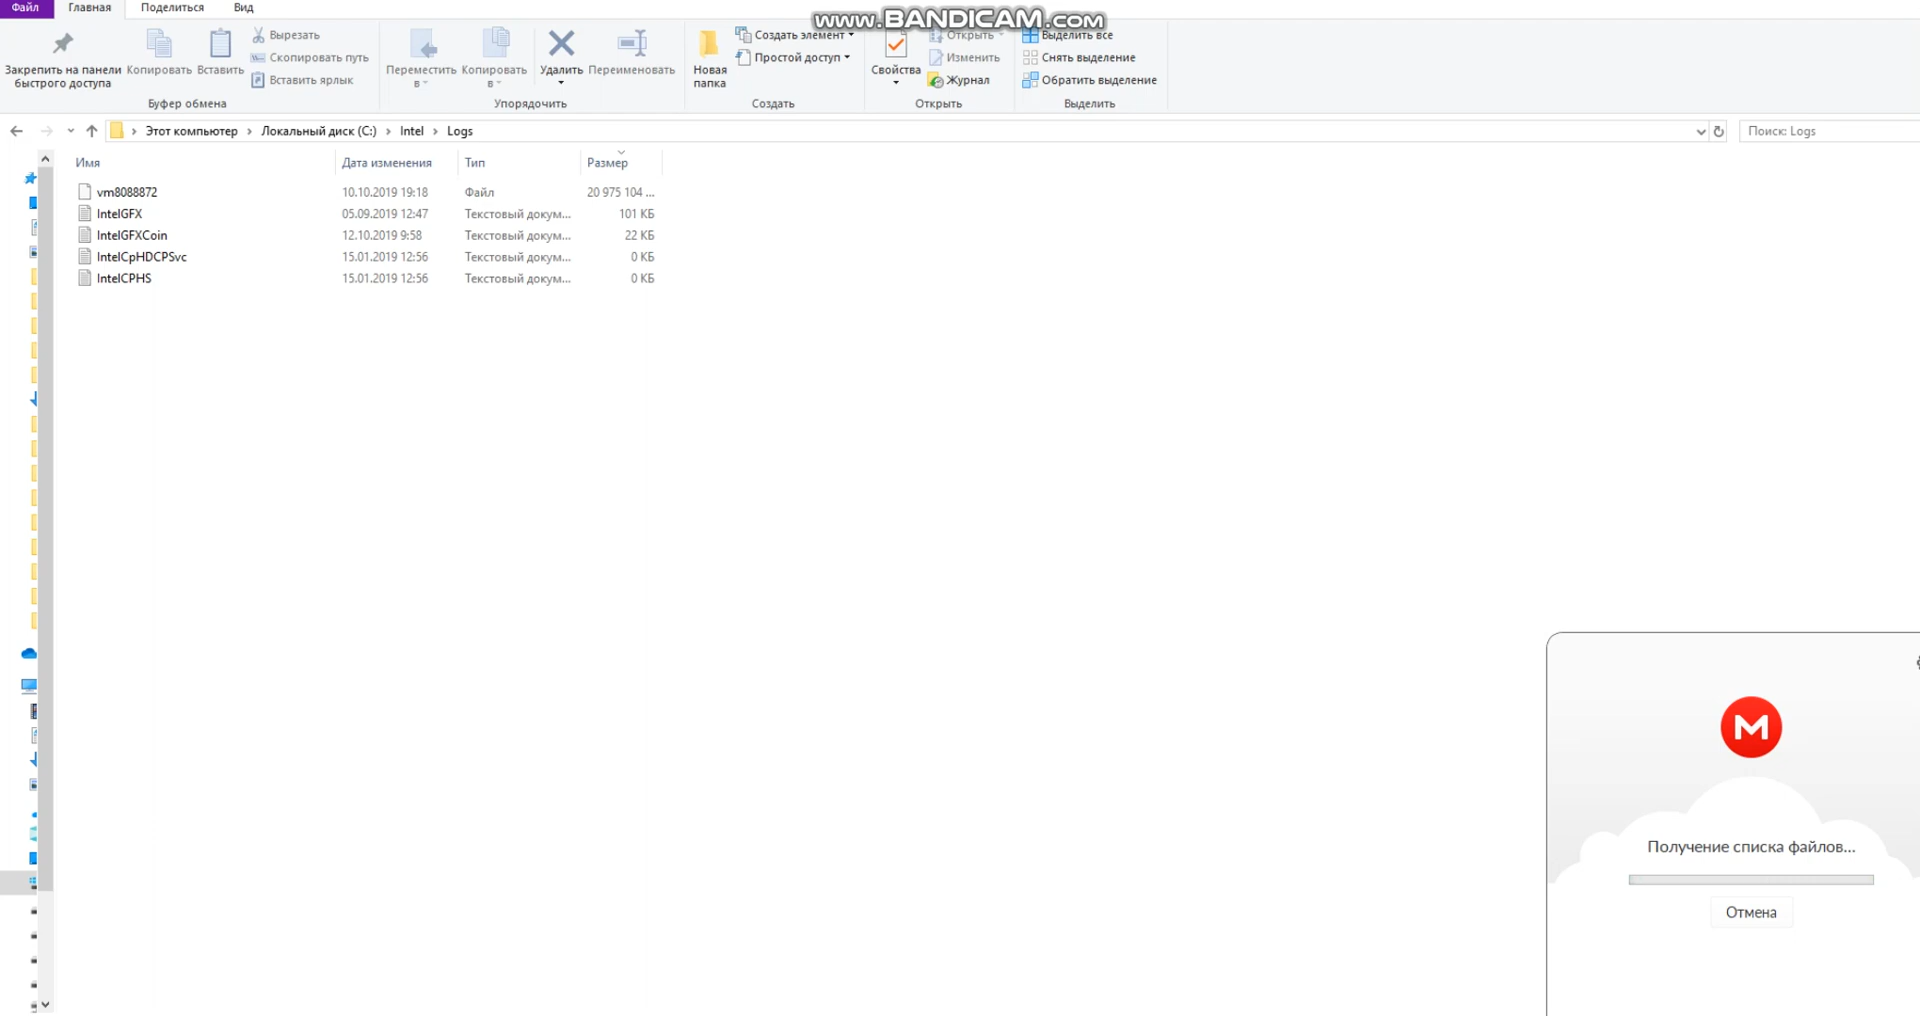 Файл Главная Поделиться Вид
www.BANDICAM.com
Закрепить на панели быстрого доступа
Копировать
Вставить
Вырезать
Скопировать путь
Вставить ярлык
Буфер обмена
Переместить в
Копировать в
Удалить
Переименовать
Упорядочить
Новая папка
Создать элемент
Простой доступ
Создать
Свойства
Открыть
Изменить
Журнал
Открыть
Выделить все
Снять выделение
Обратить выделение
Выделить
Этот компьютер › Локальный диск (C:) › Intel › Logs
Поиск: Logs
Имя Дата изменения Тип Размер
vm8088872 10.10.2019 19:18 Файл 20 975 104 ...
IntelGFX 05.09.2019 12:47 Текстовый докум... 101 КБ
IntelGFXCoin 12.10.2019 9:58 Текстовый докум... 22 КБ
IntelCpHDCPSvc 15.01.2019 12:56 Текстовый докум... 0 КБ
IntelCPHS 15.01.2019 12:56 Текстовый докум... 0 КБ
M
Получение списка файлов...
Отмена